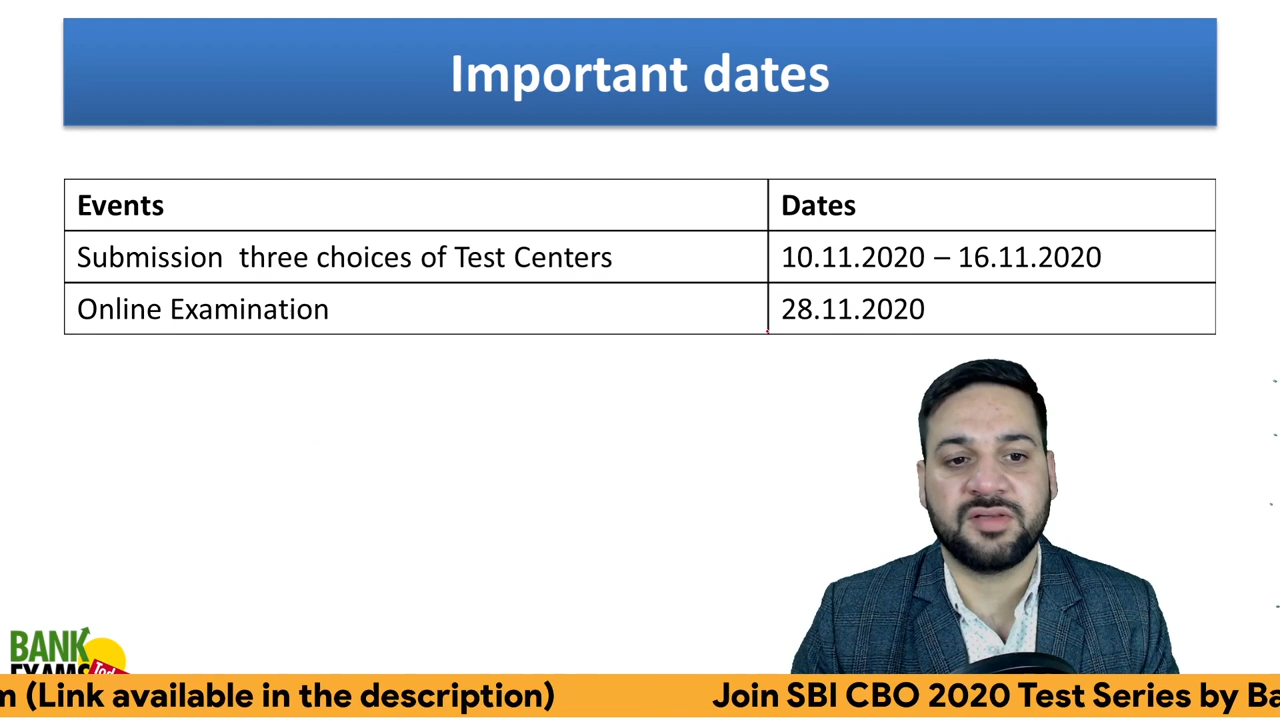 Important dates
Events Dates
Submission three choices of Test Centers 10.11.2020 – 16.11.2020
Online Examination 28.11.2020
BANK
EXAMS
m (Link available in the description) Join SBI CBO 2020 Test Series by Ba